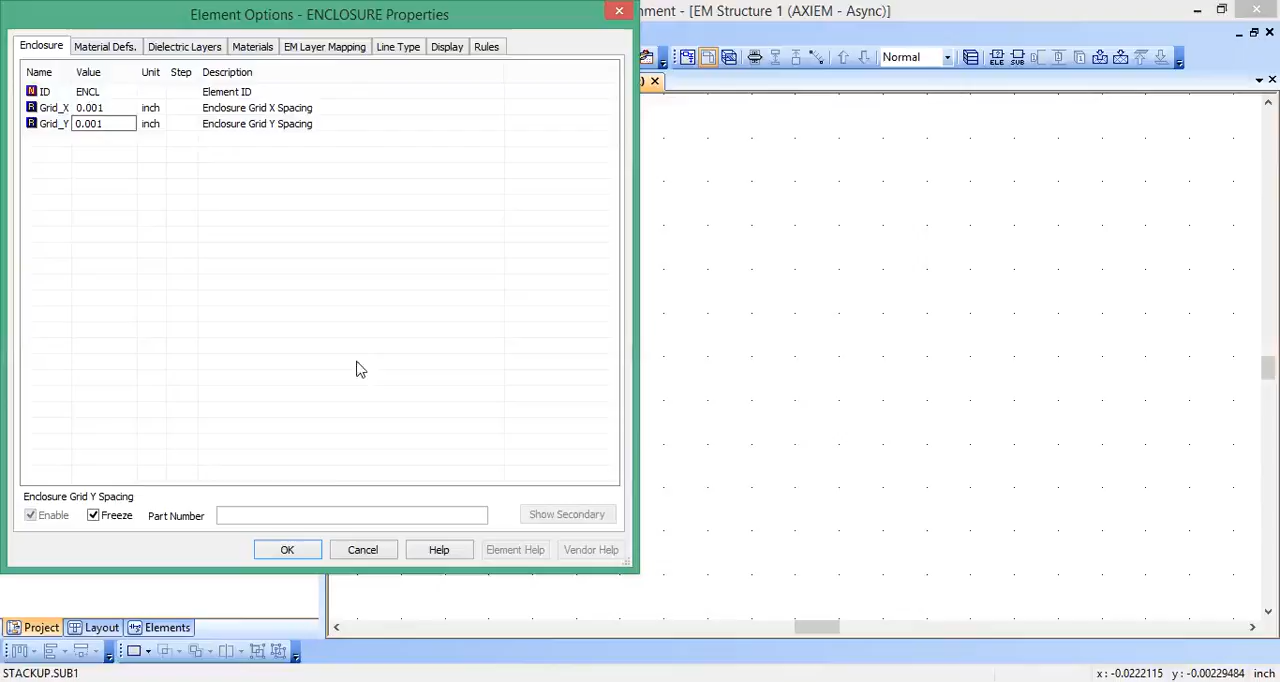 Element Options - ENCLOSURE Properties
nment - [EM Structure 1 (AXIEM - Async)]
Enclosure Material Defs. Dielectric Layers Materials EM Layer Mapping Line Type Display Rules
Normal
ELE SUB
Name Value Unit Step Description
N ID ENCL Element ID
R Grid_X 0.001 inch Enclosure Grid X Spacing
R Grid_Y 0.001 inch Enclosure Grid Y Spacing
Enclosure Grid Y Spacing
Enable Freeze Part Number Show Secondary
OK Cancel Help Element Help Vendor Help
Project Layout Elements
STACKUP.SUB1
x: -0.0222115 y: -0.00229484 inch